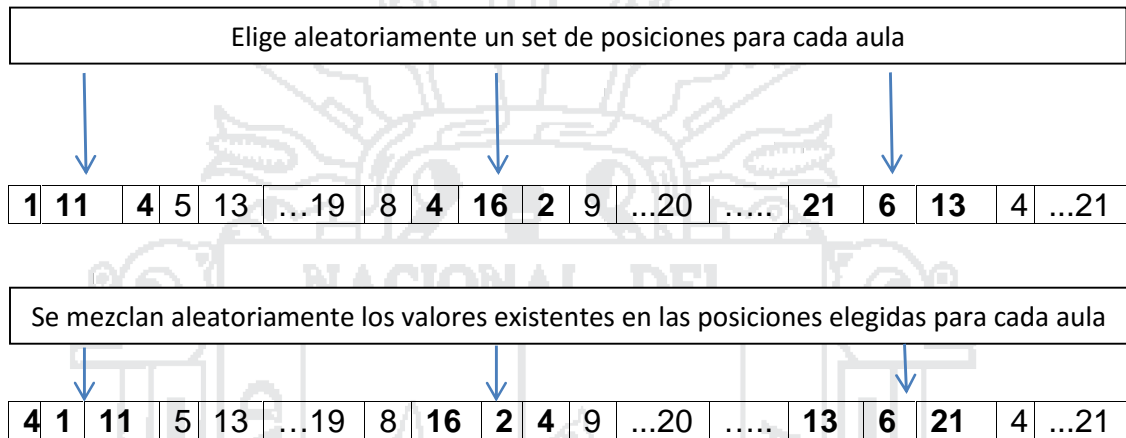 Elige aleatoriamente un set de posiciones para cada aula
1 11 4 5 13 ...19 8 4 16 2 9 ...20 ..... 21 6 13 4 ...21
NACIONAL DEL
Se mezclan aleatoriamente los valores existentes en las posiciones elegidas para cada aula
4 1 11 5 13 ...19 8 16 2 4 9 ...20 ..... 13 6 21 4 ...21